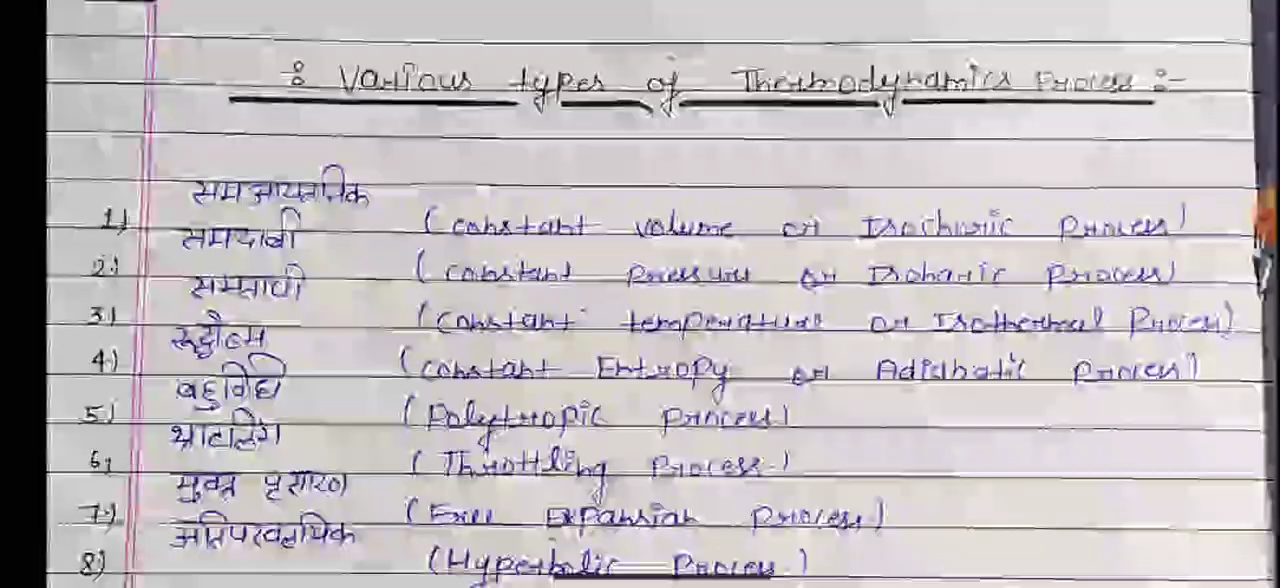 : Various types of Thermodynamics Process :-
समआयतनिक
1) (constant volume or Isochoric Process)
समदाबी
2.) (constant pressure or Isobaric Process)
समतापी
3.) (constant temperature or Isothermal Process)
रूद्धोष्म
4.) (constant Entropy or Adiabatic Process)
बहुविधि
5.) (Polytropic Process)
थ्राटलिंग
6.) (Throttling Process.)
मुक्त प्रसारण
7.) (Free Expansion Process)
अतिपरवलयिक
8) (Hyperbolic Process)